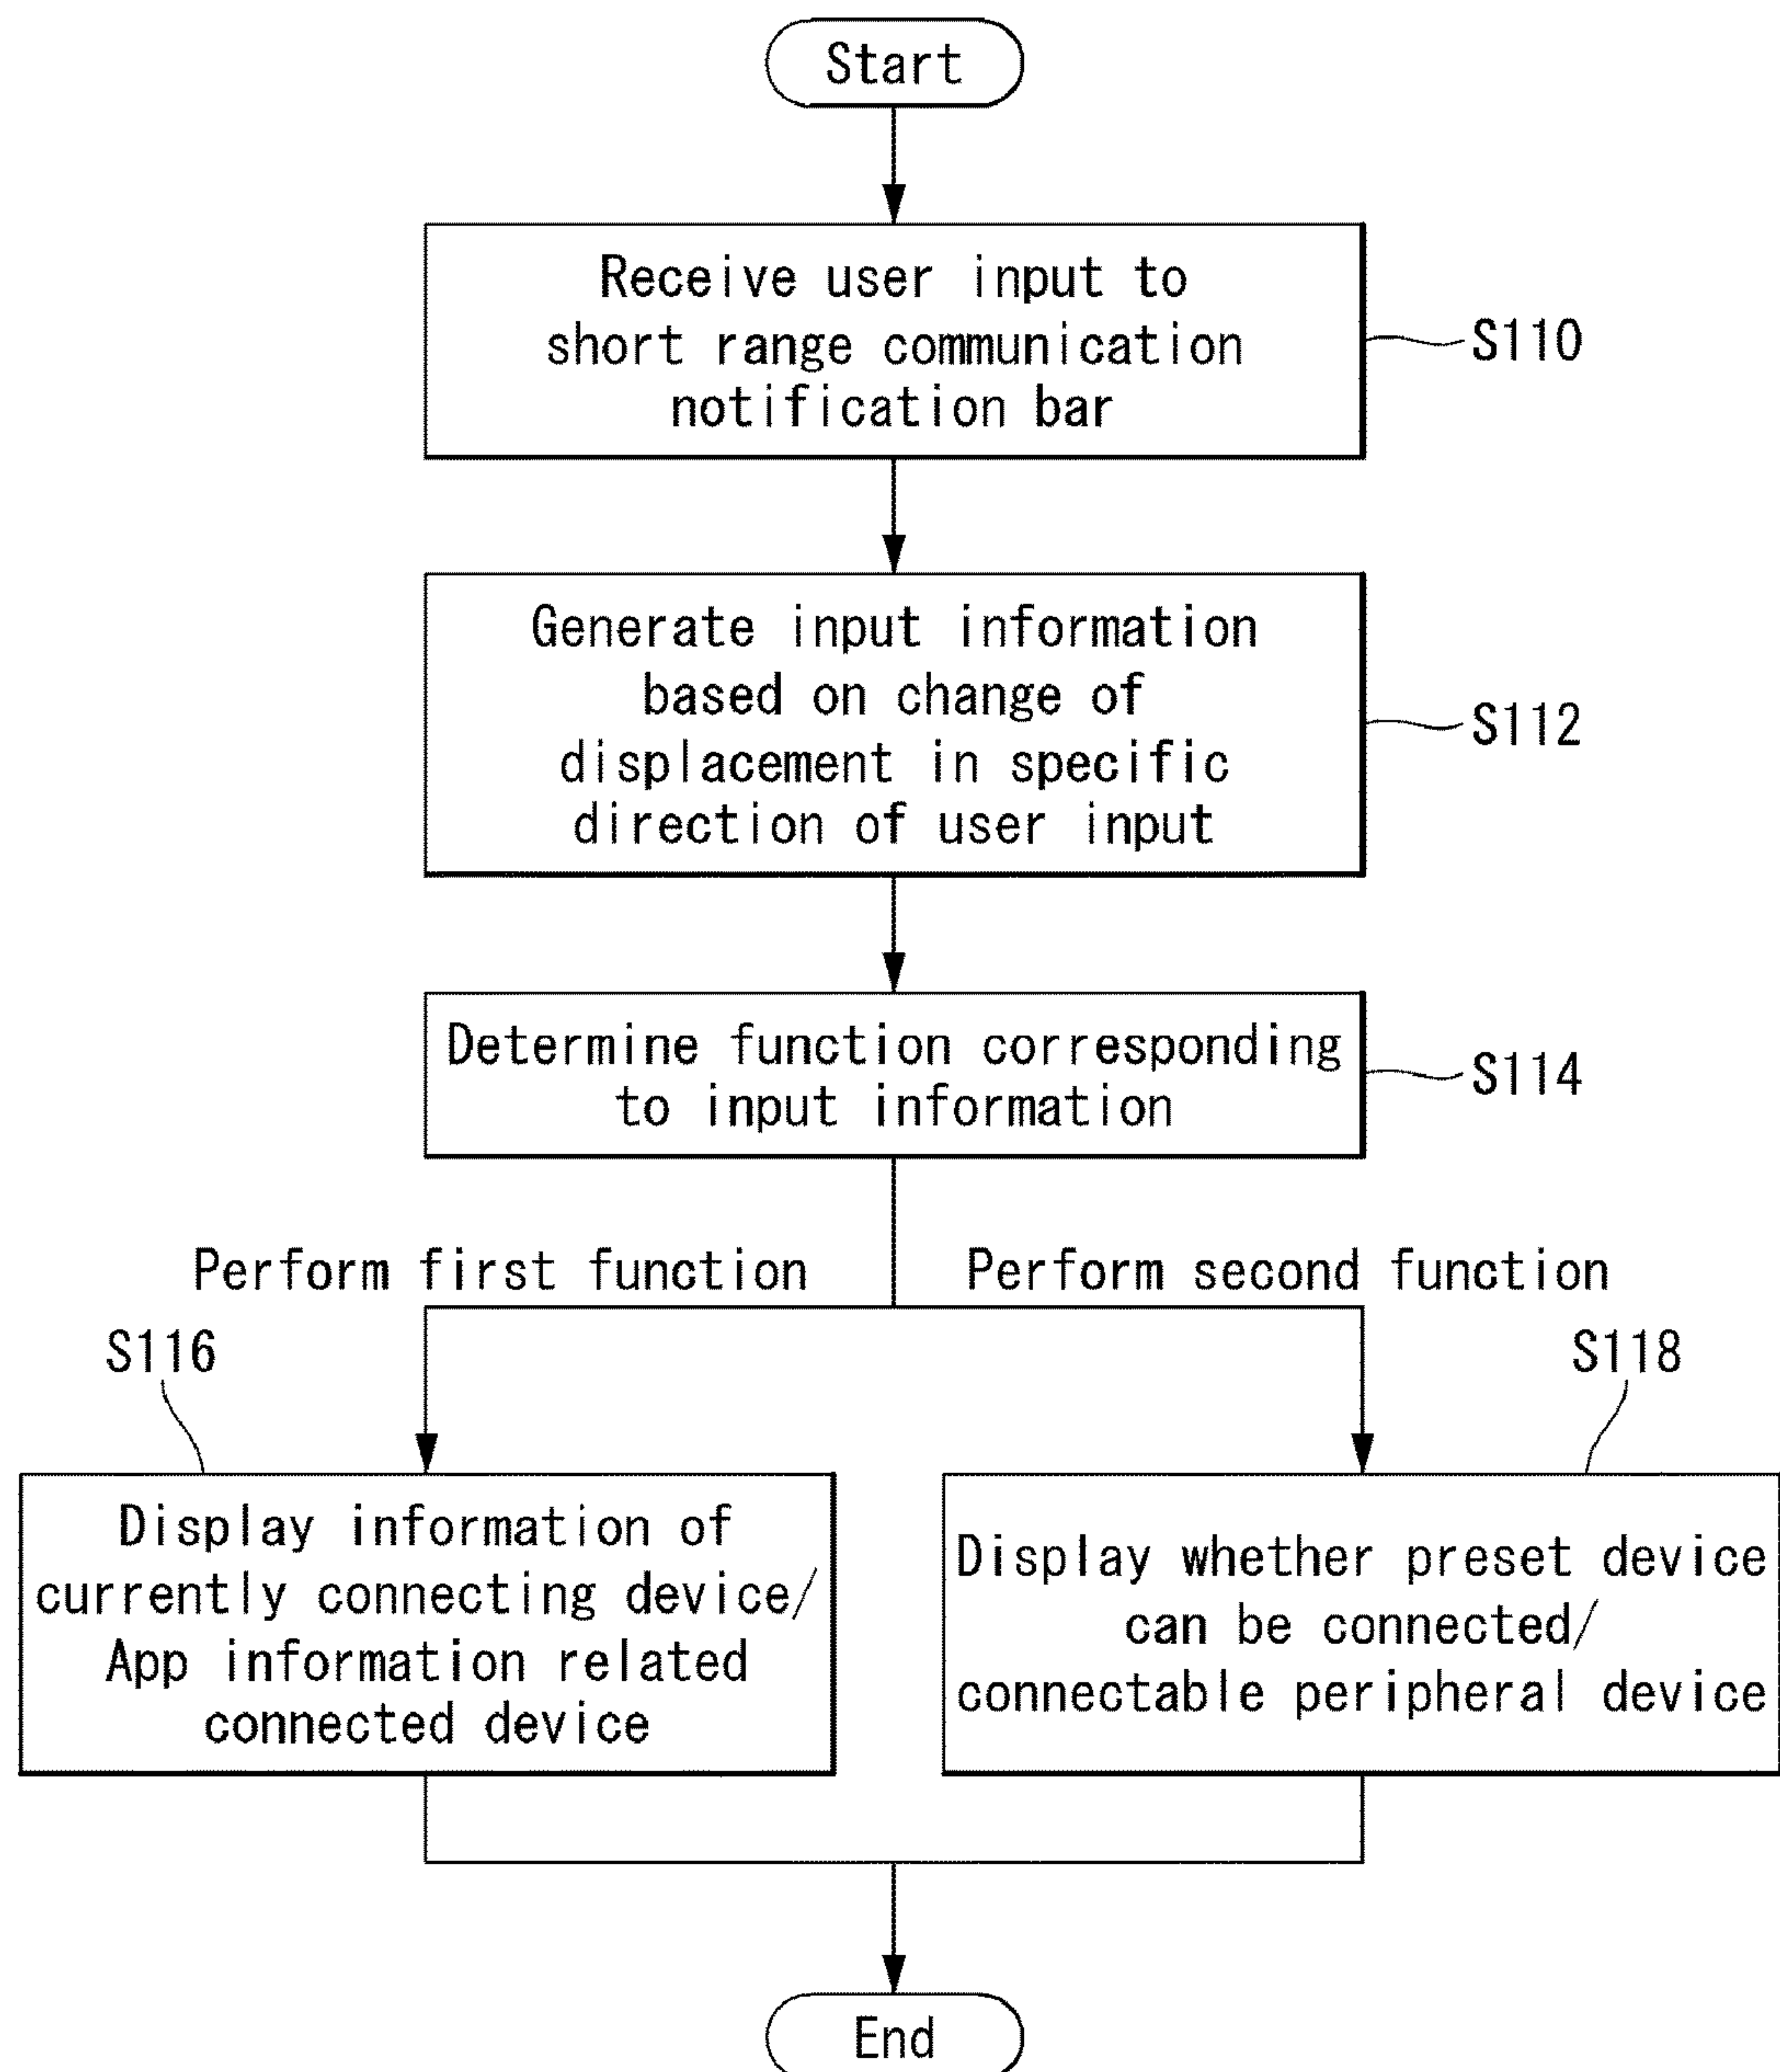 Start
Receive user input to
short range communication
notification bar
S110
Generate input information
based on change of
displacement in specific
direction of user input
S112
Determine function corresponding
to input information
S114
Perform first function
Perform second function
S116
S118
Display information of
currently connecting device/
App information related
connected device
Display whether preset device
can be connected/
connectable peripheral device
End